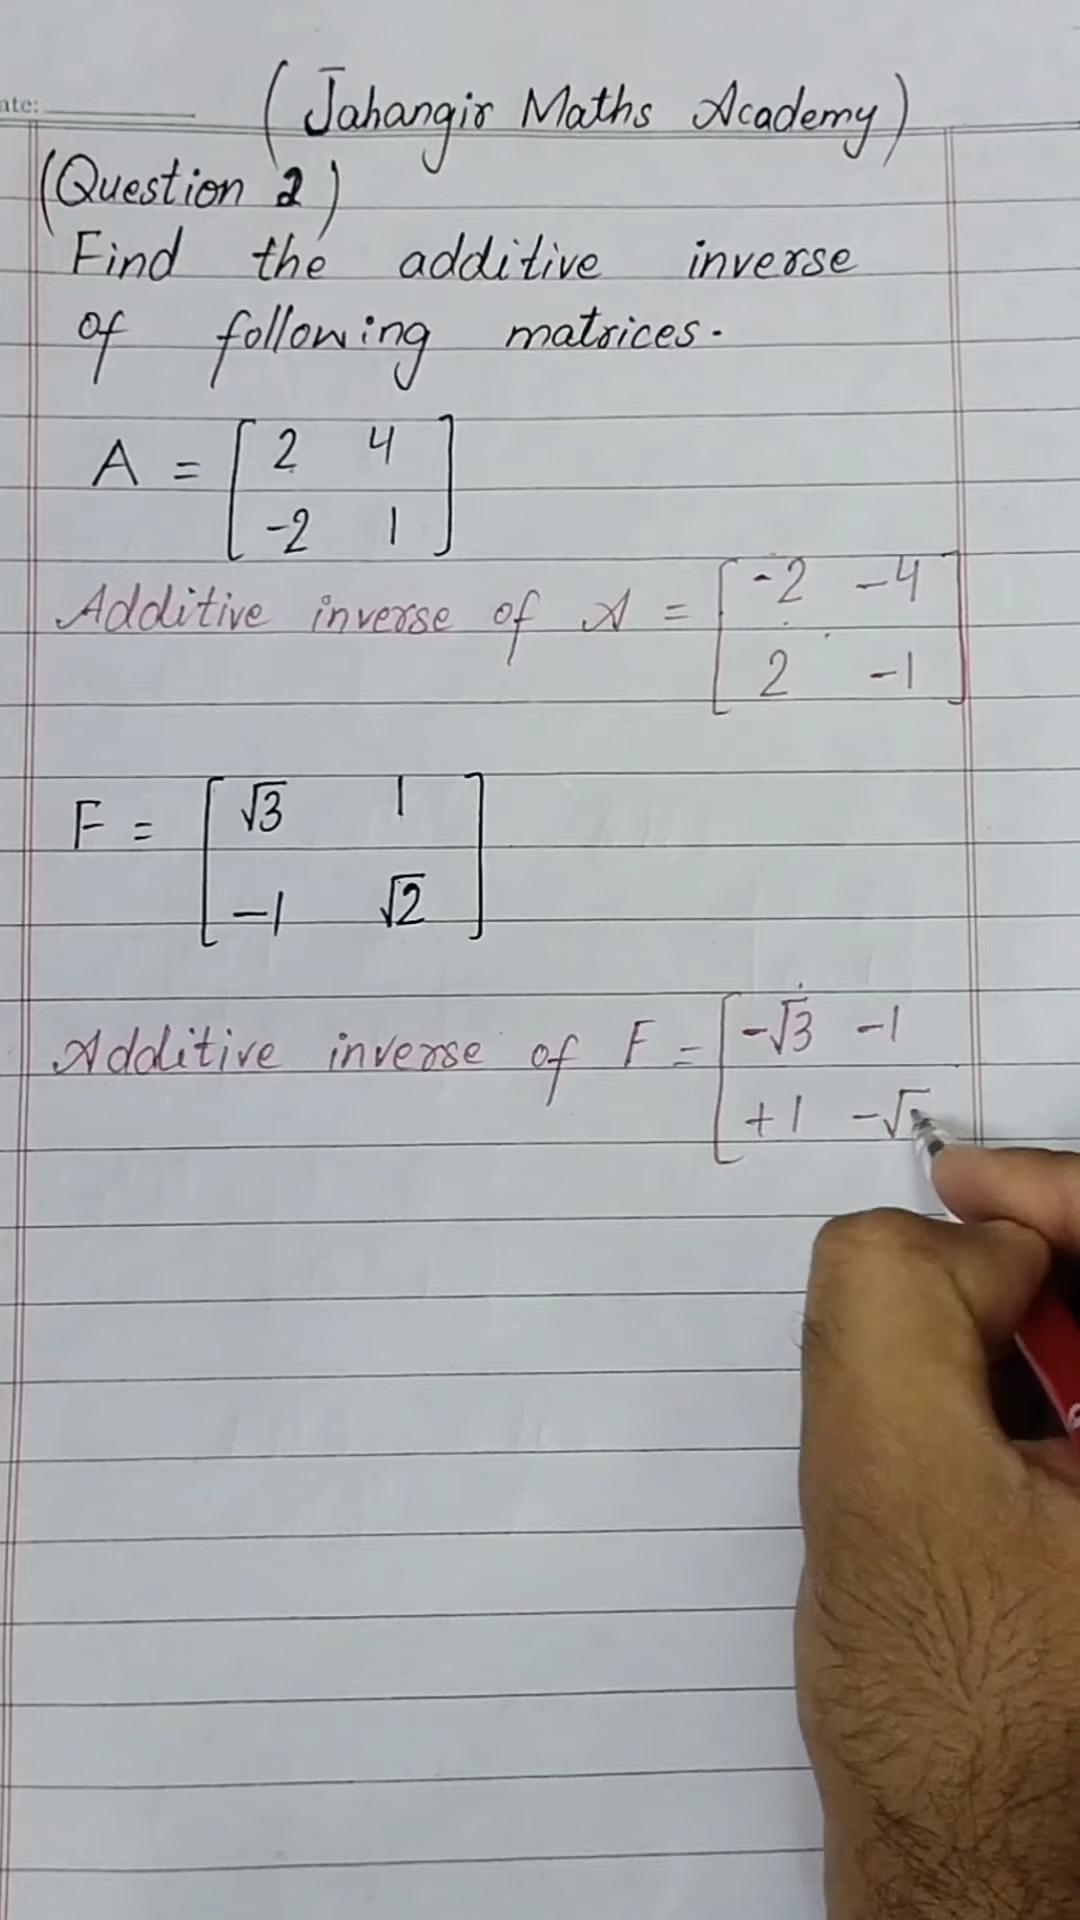 ate:
(Jahangir Maths Academy)
(Question 2)
Find the additive inverse
of following matrices.
A = [2 4
-2 1]
Additive inverse of A = [-2 -4
2 -1]
F = [√3 1
-1 √2]
Additive inverse of F = [-√3 -1
+1 -√